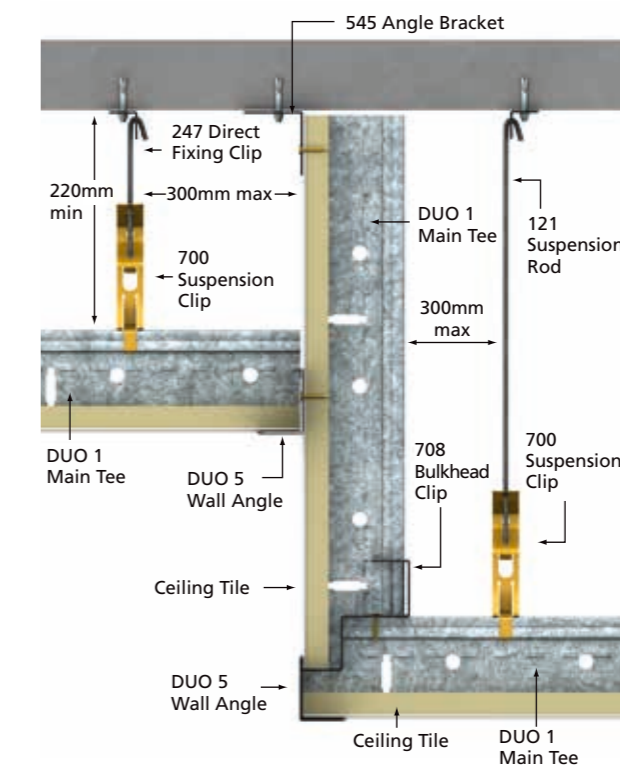 545 Angle Bracket
247 Direct
Fixing Clip
220mm
min
300mm max
700
Suspension
Clip
DUO 1
Main Tee
121
Suspension
Rod
300mm
max
DUO 1
Main Tee
DUO 5
Wall Angle
708
Bulkhead
Clip
700
Suspension
Clip
Ceiling Tile
DUO 5
Wall Angle
Ceiling Tile
DUO 1
Main Tee